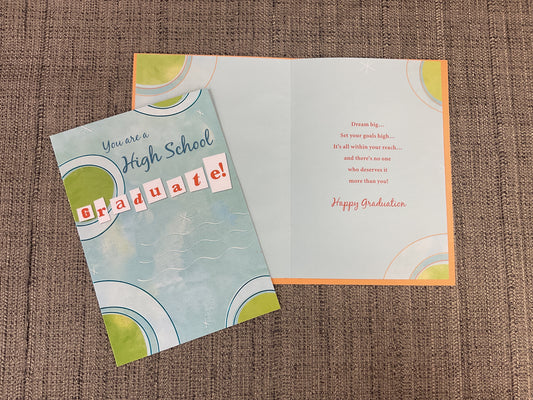 You are a
High School
Graduate!
Dream big...
Set your goals high...
It's all within your reach...
and there's no one
who deserves it
more than you!
Happy Graduation